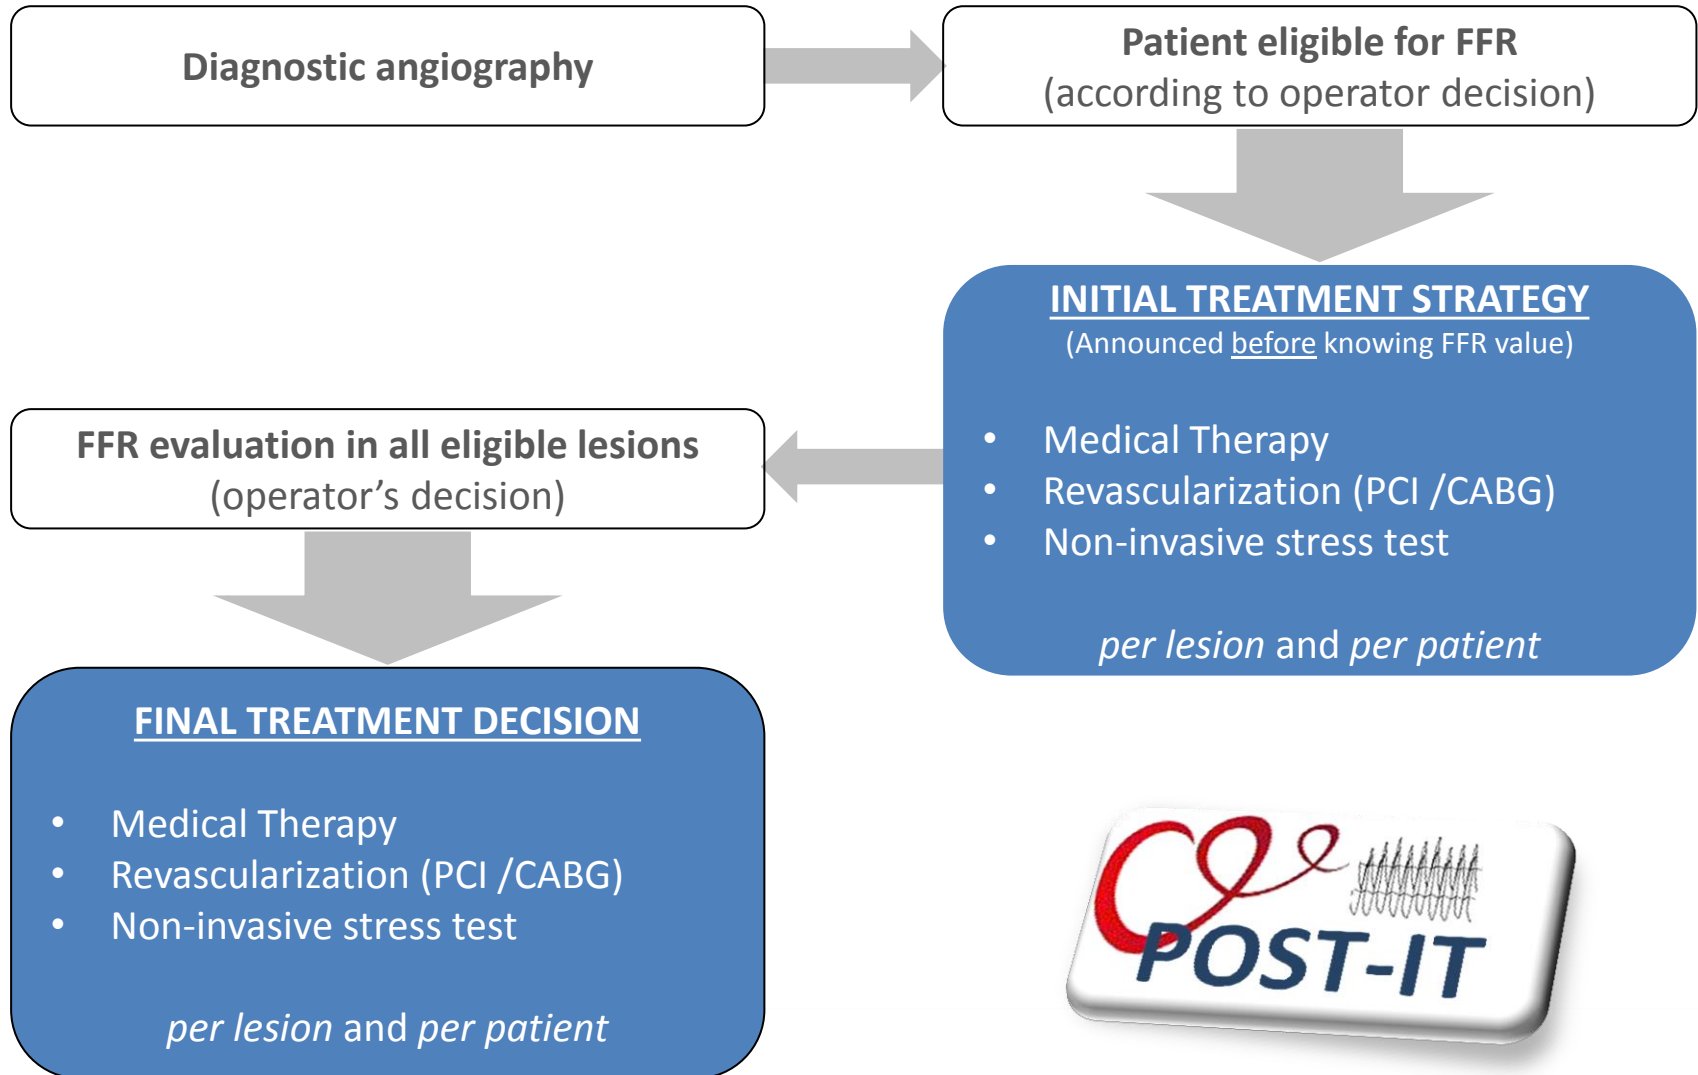 Diagnostic angiography
Patient eligible for FFR
(according to operator decision)
INITIAL TREATMENT STRATEGY
(Announced before knowing FFR value)
• Medical Therapy
• Revascularization (PCI /CABG)
• Non-invasive stress test
per lesion and per patient
FFR evaluation in all eligible lesions
(operator’s decision)
FINAL TREATMENT DECISION
• Medical Therapy
• Revascularization (PCI /CABG)
• Non-invasive stress test
per lesion and per patient
POST-IT